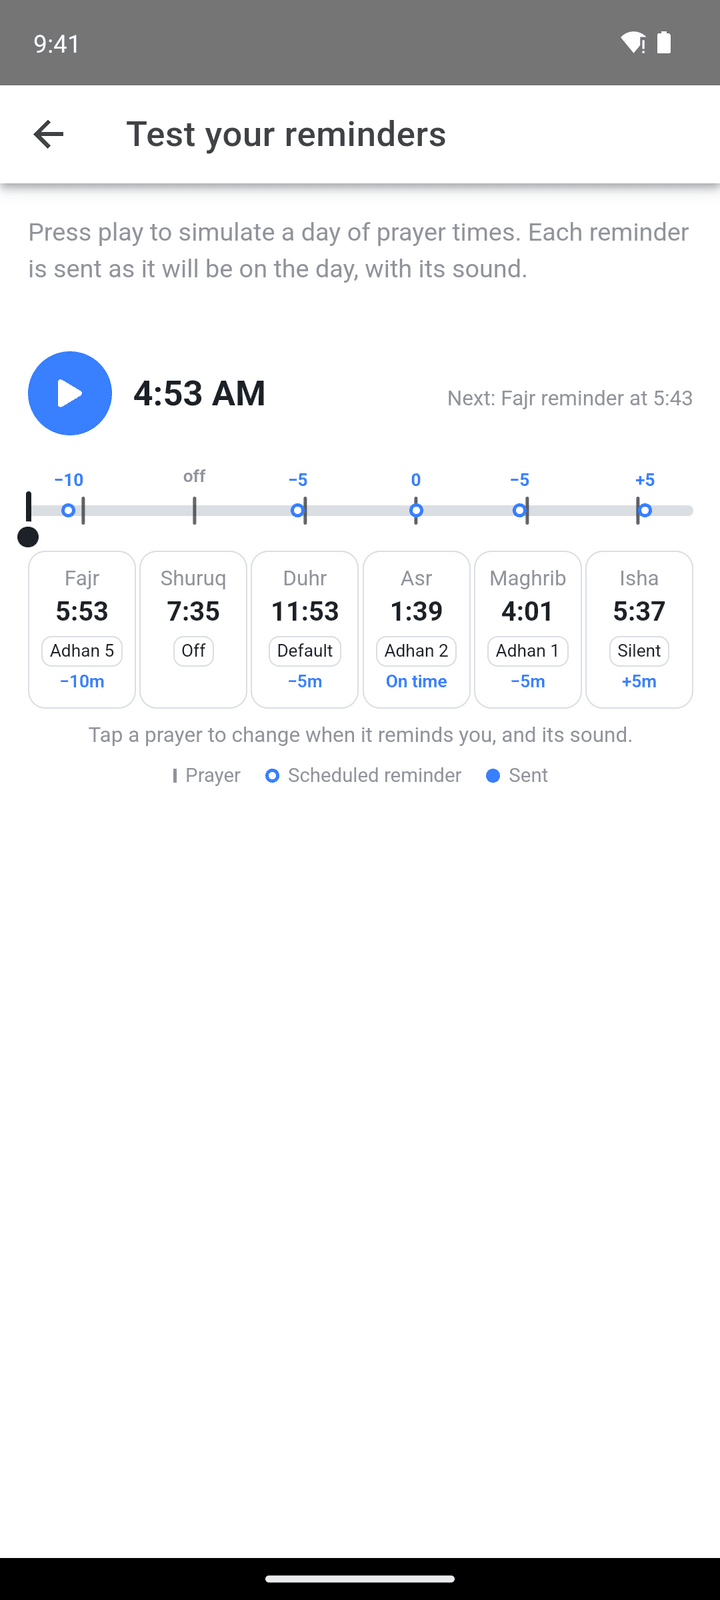 9:41
Test your reminders
Press play to simulate a day of prayer times. Each reminder
is sent as it will be on the day, with its sound.
4:53 AM
Next: Fajr reminder at 5:43
−10 off −5 0 −5 +5
Fajr Shuruq Duhr Asr Maghrib Isha
5:53 7:35 11:53 1:39 4:01 5:37
Adhan 5 Off Default Adhan 2 Adhan 1 Silent
−10m −5m On time −5m +5m
Tap a prayer to change when it reminds you, and its sound.
Prayer Scheduled reminder Sent